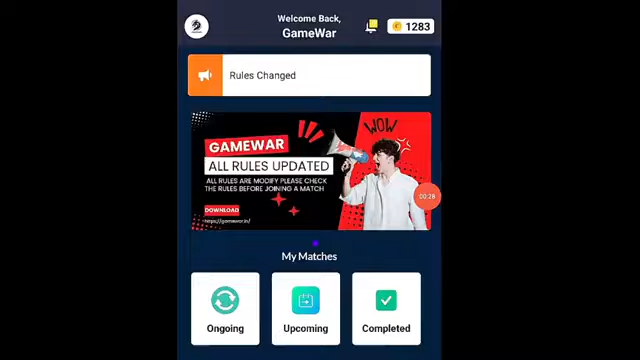 Welcome Back,
GameWar
1283
Rules Changed
GAMEWAR
ALL RULES UPDATED
ALL RULES ARE MODIFY PLEASE CHECK
THE RULES BEFORE JOINING A MATCH
DOWNLOAD
https://gamewar.in/
WOW
00:29
My Matches
Ongoing
Upcoming
Completed